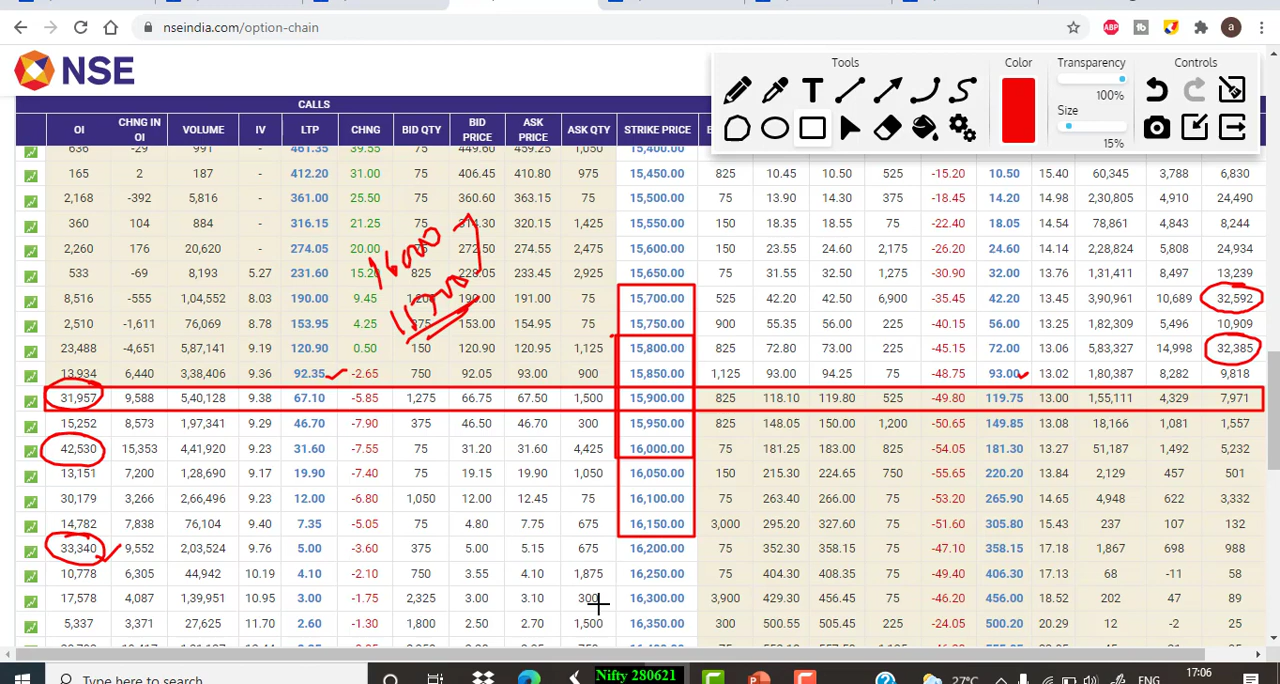 nseindia.com/option-chain
ABP
a
NSE
Tools
Color
Transparency
Controls
100%
Size
15%
CALLS
OI CHNG IN OI VOLUME IV LTP CHNG BID QTY BID PRICE ASK PRICE ASK QTY STRIKE PRICE
636 -29 991 - 461.35 39.55 75 449.60 459.25 1,050 15,400.00
165 2 187 - 412.20 31.00 75 406.45 410.80 975 15,450.00 825 10.45 10.50 525 -15.20 10.50 15.40 60,345 3,788 6,830
2,168 -392 5,816 - 361.00 25.50 75 360.60 363.15 75 15,500.00 75 13.90 14.30 375 -18.45 14.20 14.98 2,30,805 4,910 24,490
360 104 884 - 316.15 21.25 75 314.30 320.15 1,425 15,550.00 150 18.35 18.55 75 -22.40 18.05 14.54 78,861 4,843 8,244
2,260 176 20,620 - 274.05 20.00 75 272.50 274.55 2,475 15,600.00 150 23.55 24.60 2,175 -26.20 24.60 14.14 2,28,824 5,808 24,934
533 -69 8,193 5.27 231.60 15.20 825 228.05 233.45 2,925 15,650.00 75 31.55 32.50 1,275 -30.90 32.00 13.76 1,31,411 8,497 13,239
8,516 -555 1,04,552 8.03 190.00 9.45 1,200 190.00 191.00 75 15,700.00 525 42.20 42.50 6,900 -35.45 42.20 13.45 3,90,961 10,689 32,592
2,510 -1,611 76,069 8.78 153.95 4.25 375 153.00 154.95 75 15,750.00 900 55.35 56.00 225 -40.15 56.00 13.25 1,82,309 5,496 10,909
23,488 -4,651 5,87,141 9.19 120.90 0.50 150 120.90 120.95 1,125 15,800.00 825 72.80 73.00 225 -45.15 72.00 13.06 5,83,327 14,998 32,385
13,934 6,440 3,38,406 9.36 92.35 -2.65 750 92.05 93.00 900 15,850.00 1,125 93.00 94.25 75 -48.75 93.00 13.02 1,80,387 8,282 9,818
31,957 9,588 5,40,128 9.38 67.10 -5.85 1,275 66.75 67.50 1,500 15,900.00 825 118.10 119.80 525 -49.80 119.75 13.00 1,55,111 4,329 7,971
15,252 8,573 1,97,341 9.29 46.70 -7.90 375 46.50 46.70 300 15,950.00 825 148.05 150.00 1,200 -50.65 149.85 13.08 18,166 1,081 1,557
42,530 15,353 4,41,920 9.23 31.60 -7.55 75 31.20 31.60 4,425 16,000.00 75 181.25 183.00 825 -54.05 181.30 13.27 51,187 1,492 5,232
13,151 7,200 1,28,690 9.17 19.90 -7.40 75 19.15 19.90 1,050 16,050.00 75 215.30 224.65 750 -55.65 220.20 13.84 2,129 457 501
30,179 3,266 2,66,496 9.23 12.00 -6.80 1,050 12.00 12.45 75 16,100.00 75 263.40 266.00 75 -53.20 265.90 14.65 4,948 622 3,332
14,782 7,838 76,104 9.40 7.35 -5.05 75 4.80 7.75 675 16,150.00 3,000 295.20 327.60 75 -51.60 305.80 15.43 237 107 132
33,340 9,552 2,03,524 9.76 5.00 -3.60 375 5.00 5.15 675 16,200.00 75 352.30 358.15 75 -47.10 358.15 17.18 1,867 698 988
10,778 6,305 44,942 10.19 4.10 -2.10 750 3.55 4.10 1,875 16,250.00 75 404.30 408.35 75 -49.40 406.30 17.13 68 -11 58
17,578 4,087 1,39,951 10.95 3.00 -1.75 2,325 3.00 3.10 300 16,300.00 3,900 429.30 456.45 75 -46.20 456.00 18.52 202 47 89
5,337 3,371 27,625 11.70 2.60 -1.30 1,800 2.50 2.70 1,500 16,350.00 300 500.55 505.45 225 -24.05 500.20 20.29 12 -2 25
16000
Type here to search
Nifty 280621
27°C
ENG
17:06